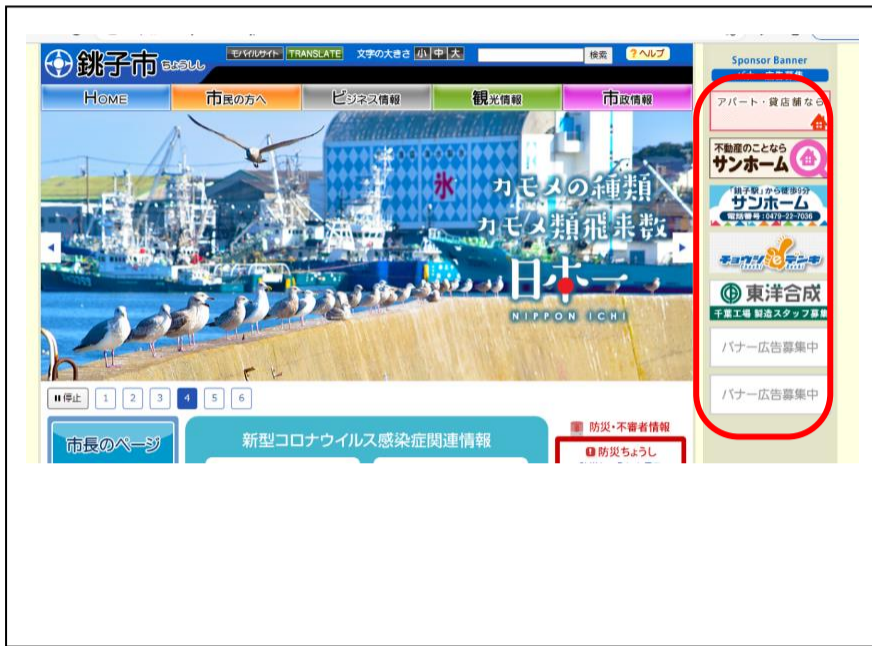 銚子市 ちょうしし
モバイルサイト TRANSLATE 文字の大きさ 小 中 大 検索 ?ヘルプ
HOME 市民の方へ ビジネス情報 観光情報 市政情報
氷
カモメの種類
カモメ類飛来数
日本一
NIPPON ICHI
停止 1 2 3 4 5 6
市長のページ
新型コロナウイルス感染症関連情報
防災・不審者情報
防災ちょうし
Sponsor Banner
バナー広告募集
アパート・貸店舗なら
不動産のことなら
サンホーム
「銚子駅」から徒歩9分
サンホーム
電話番号:0479-22-7036
チョウシデンキ
東洋合成
千葉工場 製造スタッフ募集
バナー広告募集中
バナー広告募集中